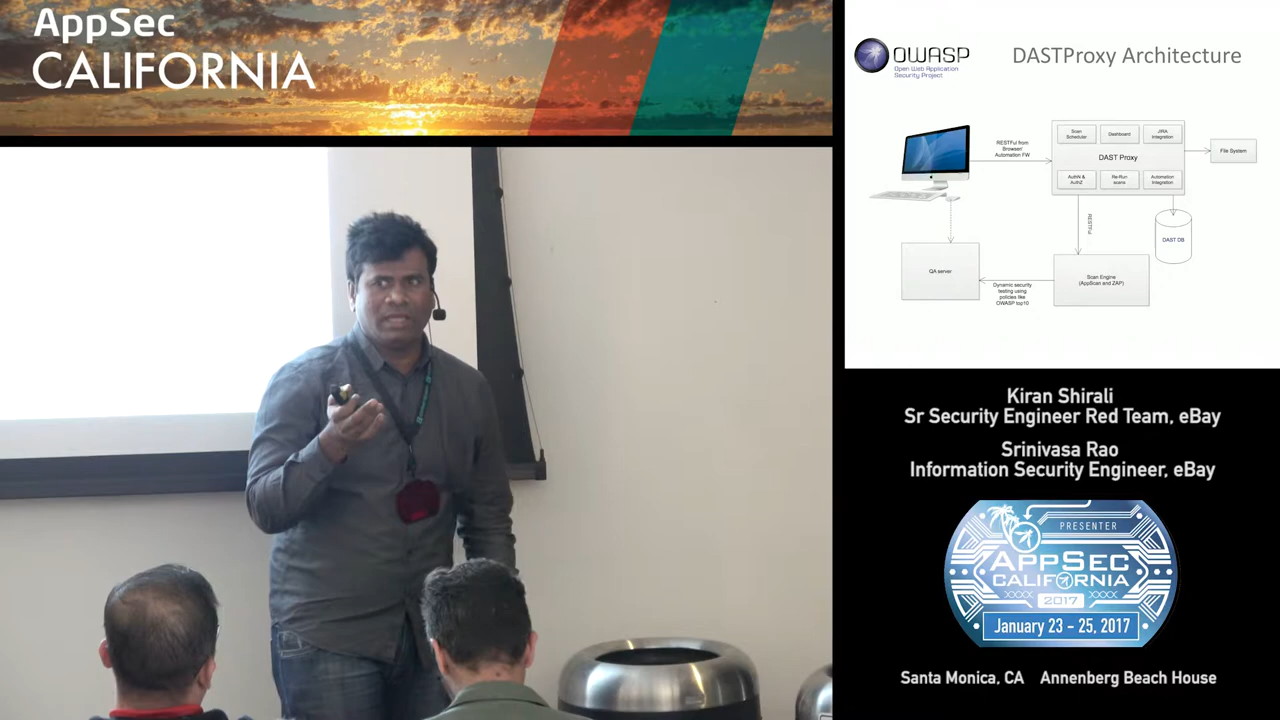 AppSec
CALIFORNIA
OWASP
Open Web Application
Security Project
DASTProxy Architecture
Scan
Scheduler
Dashboard
JIRA
Integration
RESTFul from
Browser/
Automation FW
DAST Proxy
File System
AuthN &
AuthZ
Re-Run
scans
Automation
Integration
RESTFul
DAST DB
QA server
Scan Engine
(AppScan and ZAP)
Dynamic security
testing using
policies like
OWASP top10
Kiran Shirali
Sr Security Engineer Red Team, eBay
Srinivasa Rao
Information Security Engineer, eBay
PRESENTER
APPSEC
CALIFORNIA
2017
January 23 - 25, 2017
Santa Monica, CA Annenberg Beach House